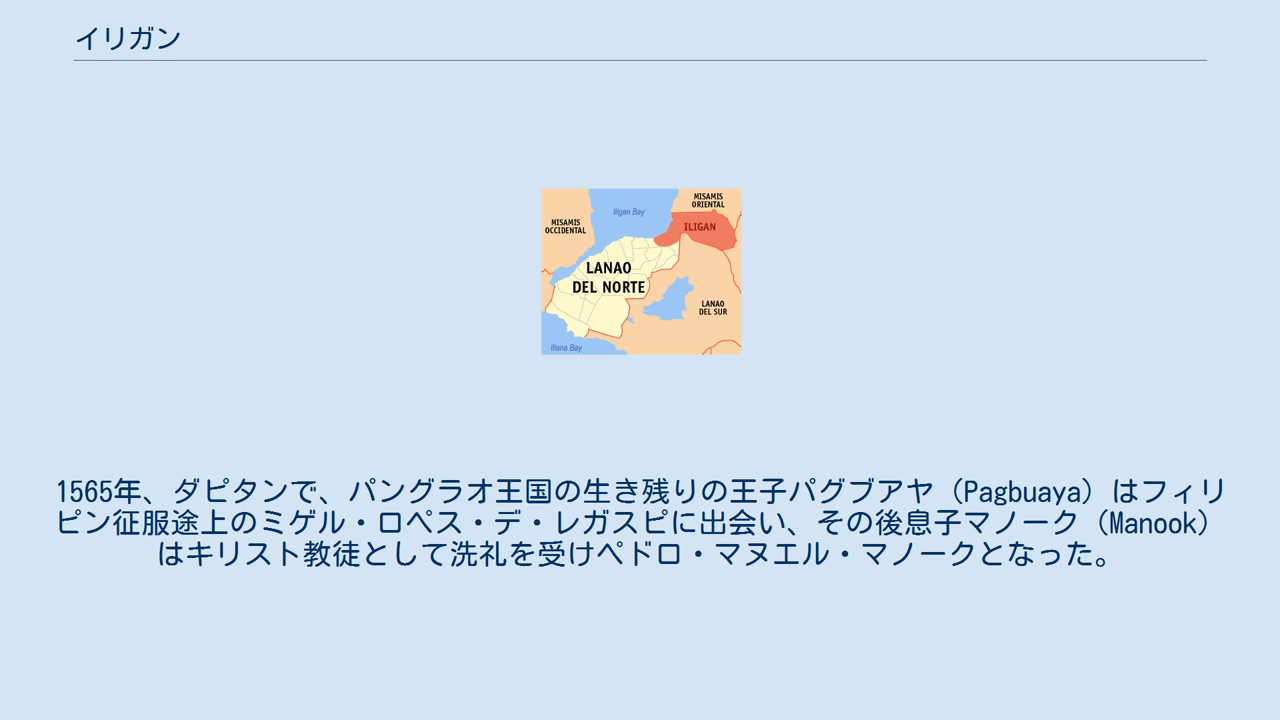 イリガン
MISAMIS
ORIENTAL
Iligan Bay
MISAMIS
OCCIDENTAL
ILIGAN
LANAO
DEL NORTE
LANAO
DEL SUR
Illana Bay
1565年、ダピタンで、パングラオ王国の生き残りの王子パグブアヤ（Pagbuaya）はフィリ
ピン征服途上のミゲル・ロペス・デ・レガスピに出会い、その後息子マノーク（Manook）
はキリスト教徒として洗礼を受けペドロ・マヌエル・マノークとなった。